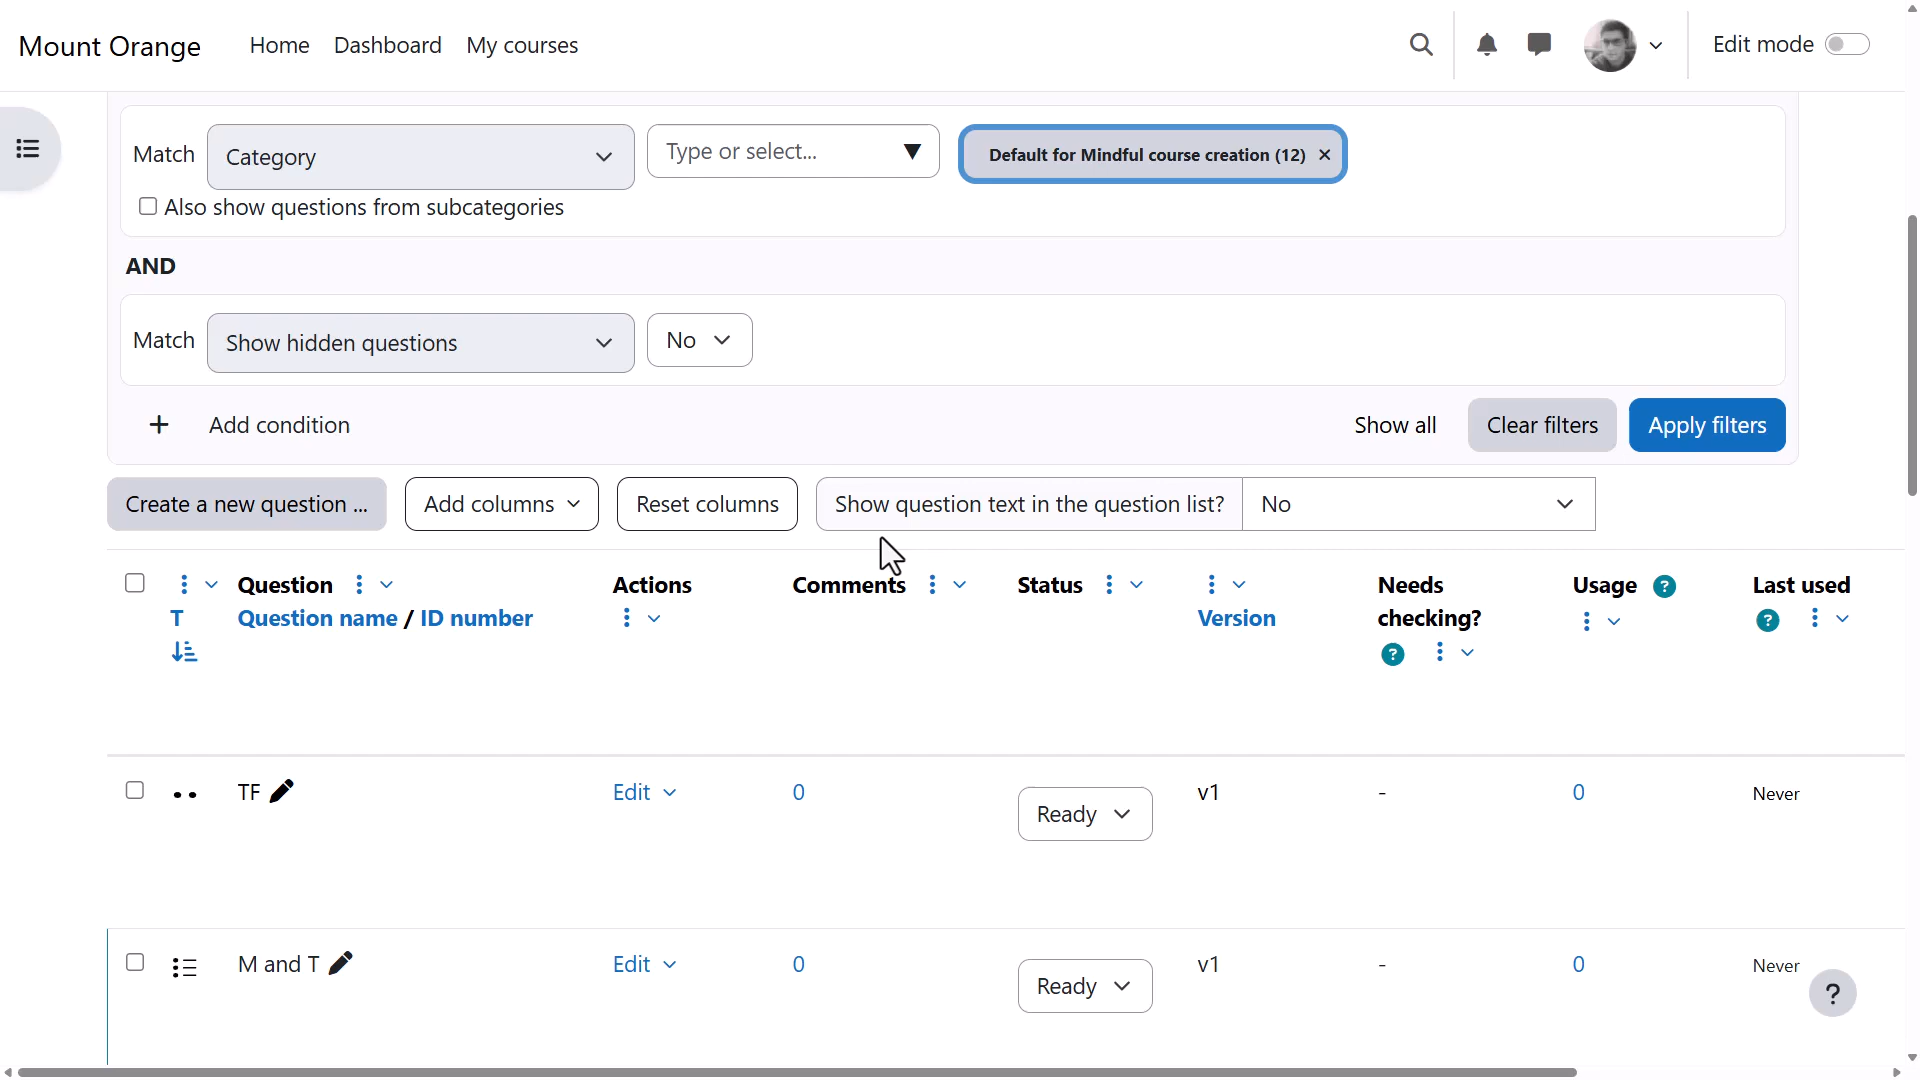 Mount Orange Home Dashboard My courses Edit mode
Match Category Type or select... ▼ Default for Mindful course creation (12) ×
Also show questions from subcategories
AND
Match Show hidden questions No
+ Add condition Show all Clear filters Apply filters
Create a new question ... Add columns Reset columns Show question text in the question list? No
Question Actions Comments Status Needs Usage ? Last used
T Question name / ID number Version checking? ?
?
TF Edit 0 Ready v1 - 0 Never
M and T Edit 0 Ready v1 - 0 Never
?